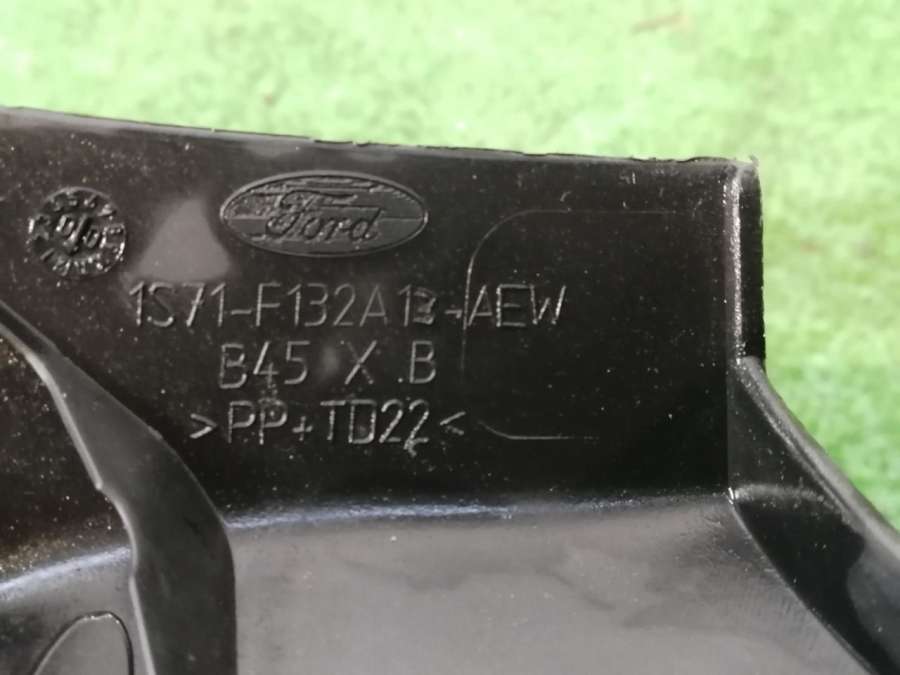 Ford
1S71-F132A13-AEW
B45 X B
>PP+TD22<